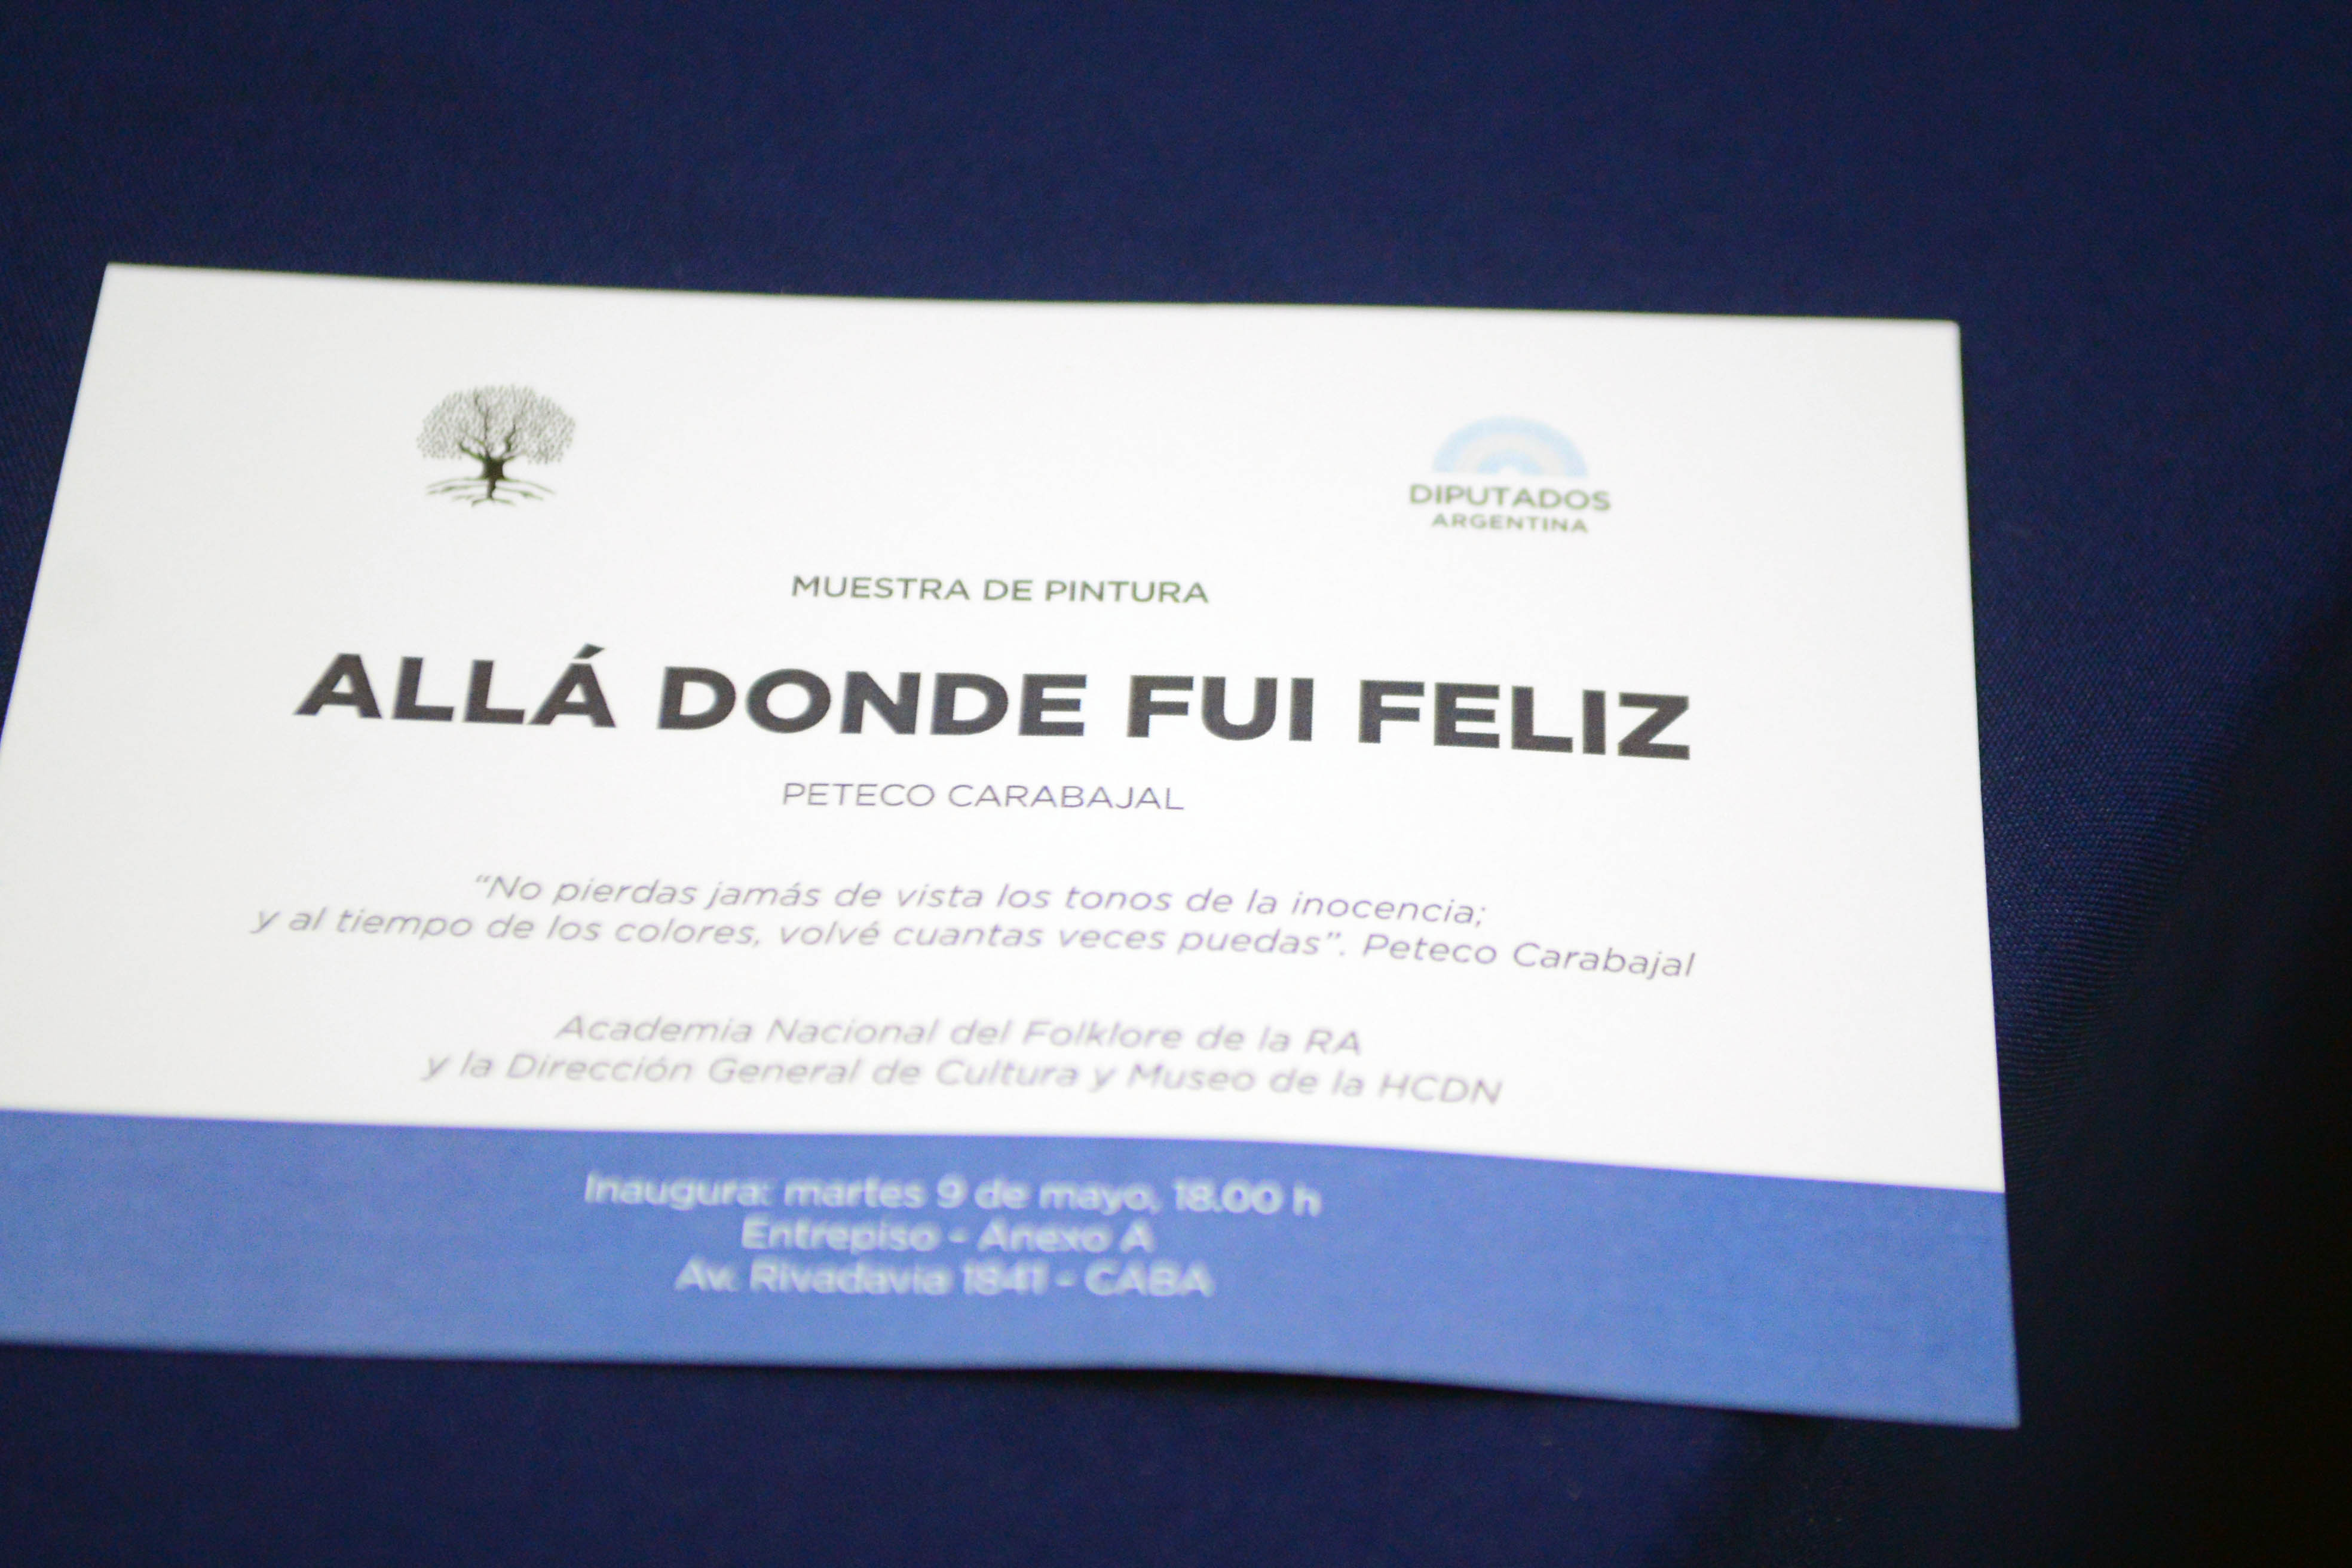 DIPUTADOS
ARGENTINA
MUESTRA DE PINTURA
ALLÁ DONDE FUI FELIZ
PETECO CARABAJAL
“No pierdas jamás de vista los tonos de la inocencia;
y al tiempo de los colores, volvé cuantas veces puedas”. Peteco Carabajal
Academia Nacional del Folklore de la RA
y la Dirección General de Cultura y Museo de la HCDN
Inaugura: martes 9 de mayo, 18.00 h
Entrepiso - Anexo A
Av. Rivadavia 1841 - CABA